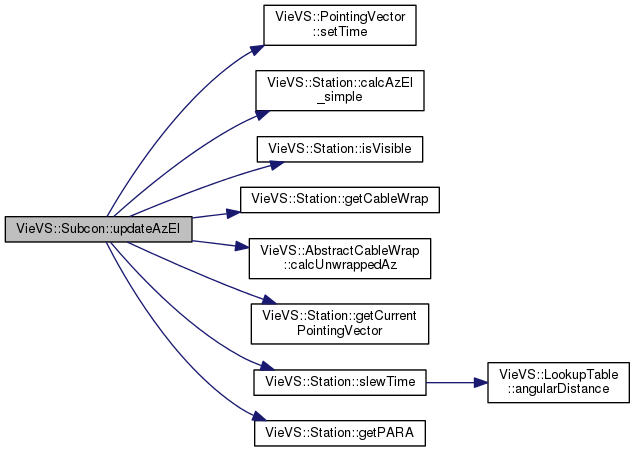 VieVS::PointingVector
::setTime
VieVS::Station::calcAzEl
_simple
VieVS::Station::isVisible
VieVS::Station::getCableWrap
VieVS::Subcon::updateAzEl
VieVS::AbstractCableWrap
::calcUnwrappedAz
VieVS::Station::getCurrent
PointingVector
VieVS::Station::slewTime
VieVS::LookupTable
::angularDistance
VieVS::Station::getPARA